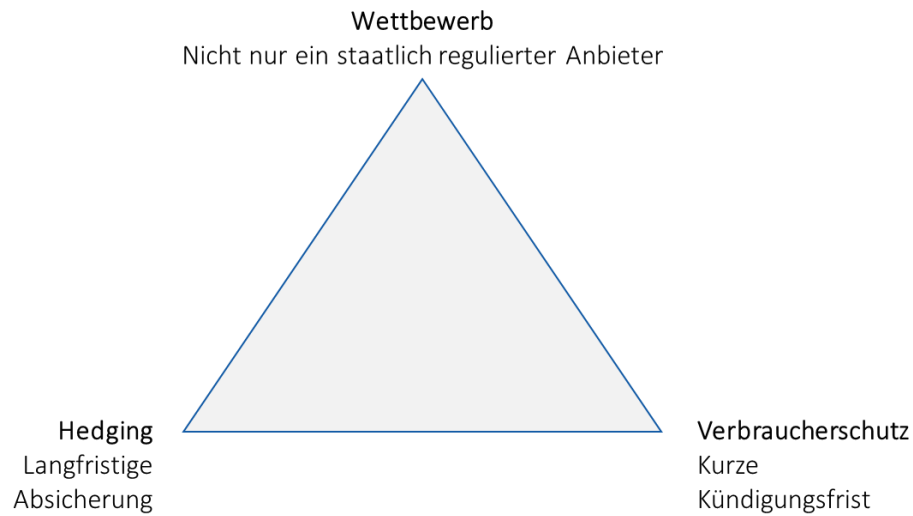 Wettbewerb
Nicht nur ein staatlich regulierter Anbieter
Hedging
Langfristige
Absicherung
Verbraucherschutz
Kurze
Kündigungsfrist